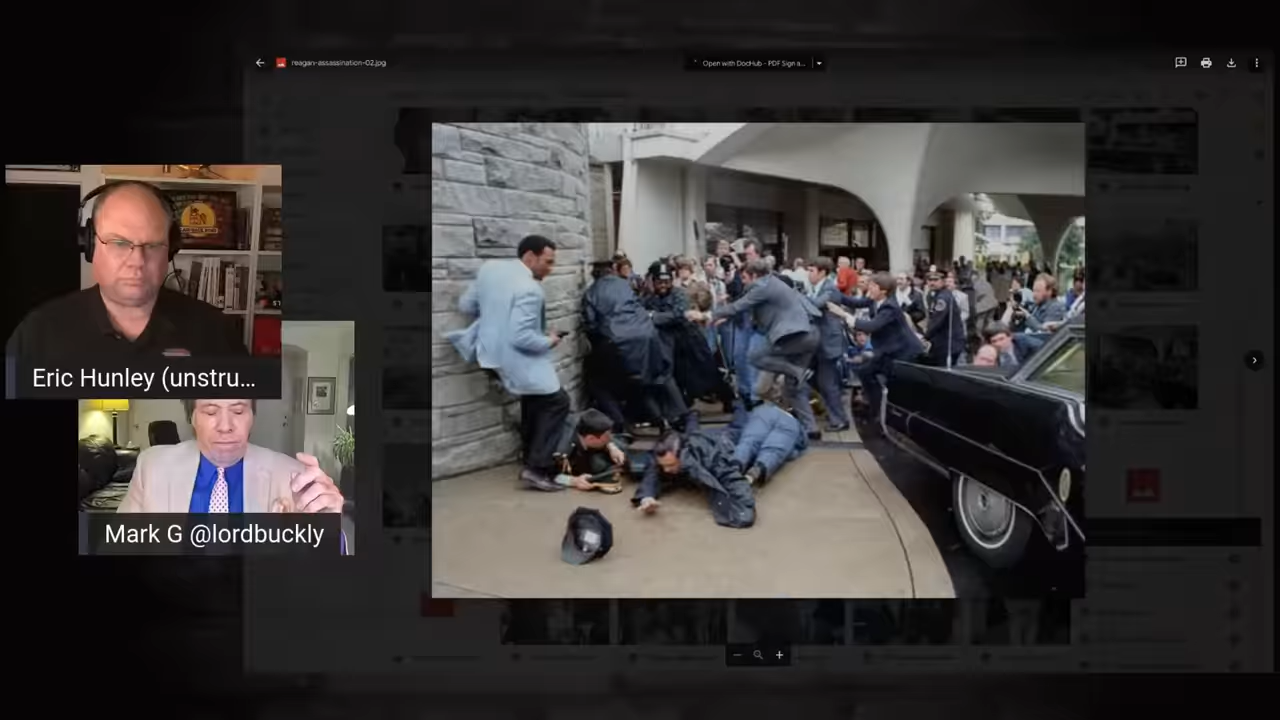 reagan-assassination-02.jpg
Open with DocHub - PDF Sign a...
Eric Hunley (unstru...
Mark G @lordbuckly